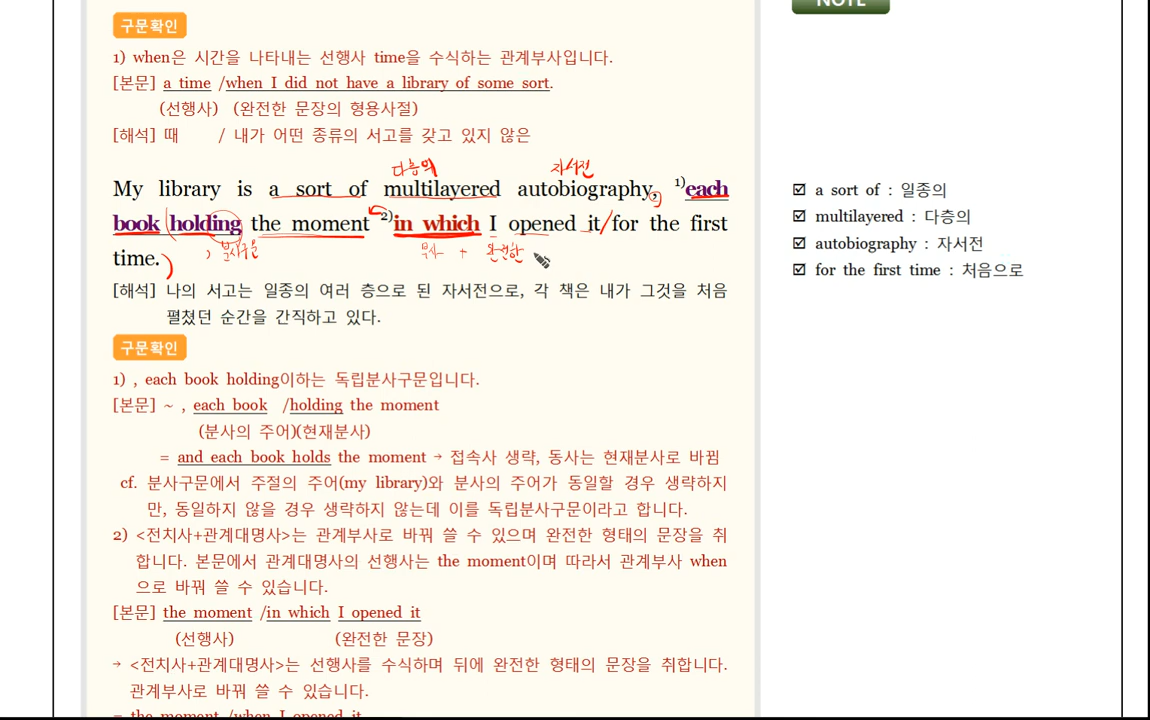 NOTE
구문확인
1) when은 시간을 나타내는 선행사 time을 수식하는 관계부사입니다.
[본문] a time /when I did not have a library of some sort.
(선행사) (완전한 문장의 형용사절)
[해석] 때 / 내가 어떤 종류의 서고를 갖고 있지 않은
다층의 자서전
My library is a sort of multilayered autobiography, 1)each
book holding the moment 2)in which I opened it/for the first
분사구문 부사 + 완전한
time.
[해석] 나의 서고는 일종의 여러 층으로 된 자서전으로, 각 책은 내가 그것을 처음
펼쳤던 순간을 간직하고 있다.
구문확인
1) , each book holding이하는 독립분사구문입니다.
[본문] ~ , each book /holding the moment
(분사의 주어)(현재분사)
= and each book holds the moment → 접속사 생략, 동사는 현재분사로 바뀜
cf. 분사구문에서 주절의 주어(my library)와 분사의 주어가 동일할 경우 생략하지
만, 동일하지 않을 경우 생략하지 않는데 이를 독립분사구문이라고 합니다.
2) <전치사+관계대명사>는 관계부사로 바꿔 쓸 수 있으며 완전한 형태의 문장을 취
합니다. 본문에서 관계대명사의 선행사는 the moment이며 따라서 관계부사 when
으로 바꿔 쓸 수 있습니다.
[본문] the moment /in which I opened it
(선행사) (완전한 문장)
→ <전치사+관계대명사>는 선행사를 수식하며 뒤에 완전한 형태의 문장을 취합니다.
관계부사로 바꿔 쓸 수 있습니다.
= the moment /when I opened it
☑ a sort of : 일종의
☑ multilayered : 다층의
☑ autobiography : 자서전
☑ for the first time : 처음으로